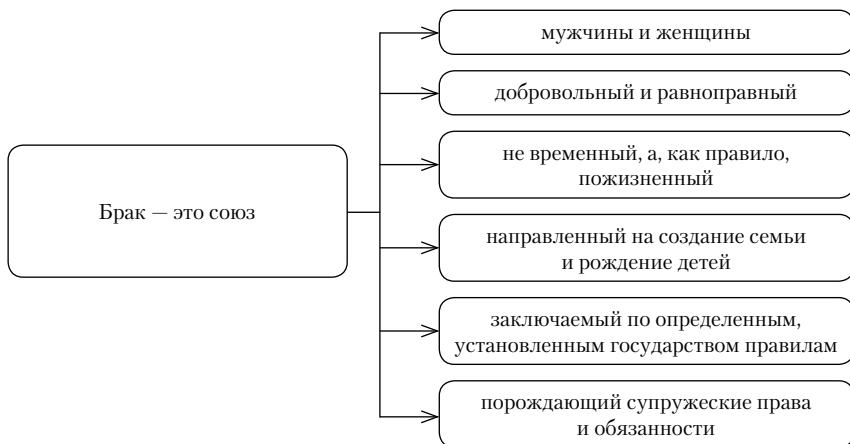 мужчины и женщины
добровольный и равноправный
не временный, а, как правило,
пожизненный
Брак — это союз
направленный на создание семьи
и рождение детей
заключаемый по определенным,
установленным государством правилам
порождающий супружеские права
и обязанности